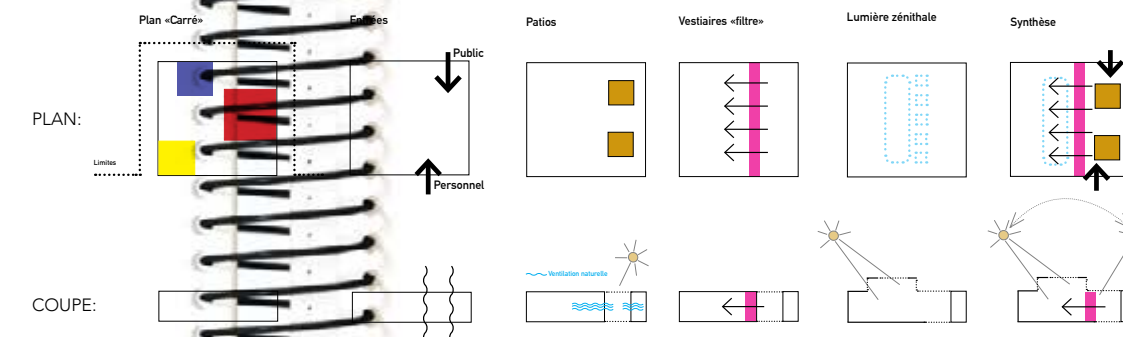 Plan «Carré»
Entrées
Patios
Vestiaires «filtre»
Lumière zénithale
Synthèse
Public
PLAN:
Limites
Personnel
Ventilation naturelle
COUPE: